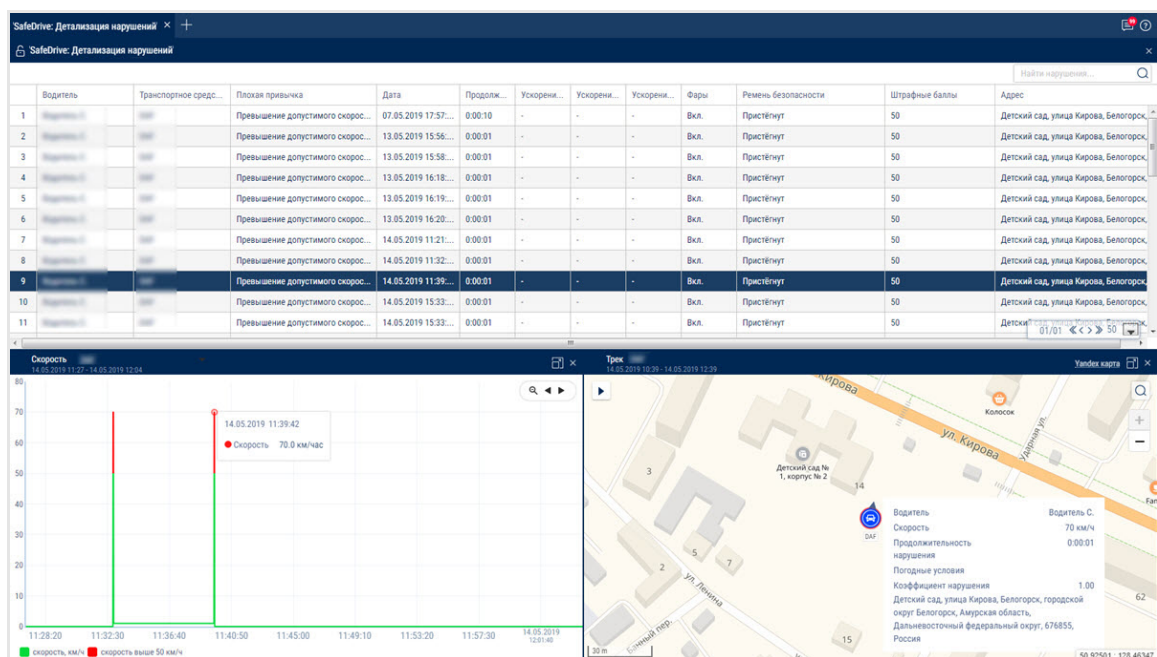 'SafeDrive: Детализация нарушений' × +
'SafeDrive: Детализация нарушений' ×
Найти нарушения...
Водитель Транспортное средс... Плохая привычка Дата Продолж... Ускорени... Ускорени... Ускорени... Фары Ремень безопасности Штрафные баллы Адрес
1 Превышение допустимого скорос... 07.05.2019 17:57:... 0:00:10 - - - Вкл. Пристёгнут 50 Детский сад, улица Кирова, Белогорск,
2 Превышение допустимого скорос... 13.05.2019 15:56:... 0:00:01 - - - Вкл. Пристёгнут 50 Детский сад, улица Кирова, Белогорск,
3 Превышение допустимого скорос... 13.05.2019 15:58:... 0:00:01 - - - Вкл. Пристёгнут 50 Детский сад, улица Кирова, Белогорск,
4 Превышение допустимого скорос... 13.05.2019 16:18:... 0:00:01 - - - Вкл. Пристёгнут 50 Детский сад, улица Кирова, Белогорск,
5 Превышение допустимого скорос... 13.05.2019 16:19:... 0:00:01 - - - Вкл. Пристёгнут 50 Детский сад, улица Кирова, Белогорск,
6 Превышение допустимого скорос... 13.05.2019 16:20:... 0:00:01 - - - Вкл. Пристёгнут 50 Детский сад, улица Кирова, Белогорск,
7 Превышение допустимого скорос... 14.05.2019 11:21:... 0:00:01 - - - Вкл. Пристёгнут 50 Детский сад, улица Кирова, Белогорск,
8 Превышение допустимого скорос... 14.05.2019 11:32:... 0:00:01 - - - Вкл. Пристёгнут 50 Детский сад, улица Кирова, Белогорск,
9 Превышение допустимого скорос... 14.05.2019 11:39:... 0:00:01 - - - Вкл. Пристёгнут 50 Детский сад, улица Кирова, Белогорск,
10 Превышение допустимого скорос... 14.05.2019 15:33:... 0:00:01 - - - Вкл. Пристёгнут 50 Детский сад, улица Кирова, Белогорск,
11 Превышение допустимого скорос... 14.05.2019 15:33:... 0:00:01 - - - Вкл. Пристёгнут 50 Детский
01/01 50
Скорость
14.05.2019 11:27 - 14.05.2019 12:04
80
70
60
50
40
30
20
10
0
14.05.2019 11:39:42
Скорость 70.0 км/час
11:28:20 11:32:30 11:36:40 11:40:50 11:45:00 11:49:10 11:53:20 11:57:30 14.05.2019
12:01:40
скорость, км/ч скорость выше 50 км/ч
Трек
14.05.2019 10:39 - 14.05.2019 12:39
Yandex карта
Кирова
Колосок
ул. Кирова
Ударная ул.
Детский сад №
1, корпус № 2
3
14
5
7
2
ул. Ленина
15
62
Fan
DAF
Водитель Водитель С.
Скорость 70 км/ч
Продолжительность 0:00:01
нарушения
Погодные условия
Коэффициент нарушения 1.00
Детский сад, улица Кирова, Белогорск, городской
округ Белогорск, Амурская область,
Дальневосточный федеральный округ, 676855,
Россия
30 m
50.92501 : 128.46347